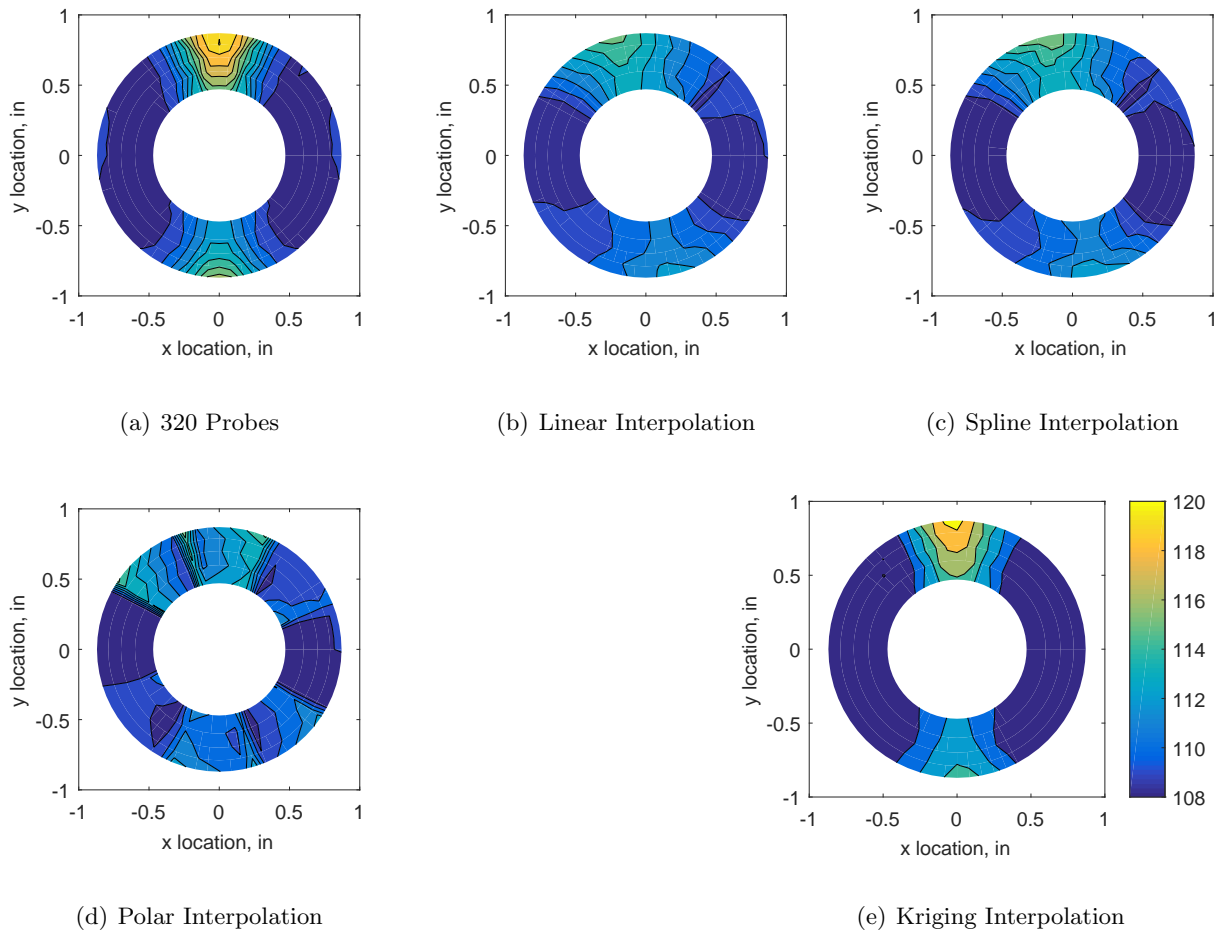 1
0.5
0
-0.5
-1
y location, in
-1 -0.5 0 0.5 1
x location, in
(a) 320 Probes
1
0.5
0
-0.5
-1
y location, in
-1 -0.5 0 0.5 1
x location, in
(b) Linear Interpolation
1
0.5
0
-0.5
-1
y location, in
-1 -0.5 0 0.5 1
x location, in
(c) Spline Interpolation
1
0.5
0
-0.5
-1
y location, in
-1 -0.5 0 0.5 1
x location, in
(d) Polar Interpolation
1
0.5
0
-0.5
-1
y location, in
-1 -0.5 0 0.5 1
x location, in
120
118
116
114
112
110
108
(e) Kriging Interpolation